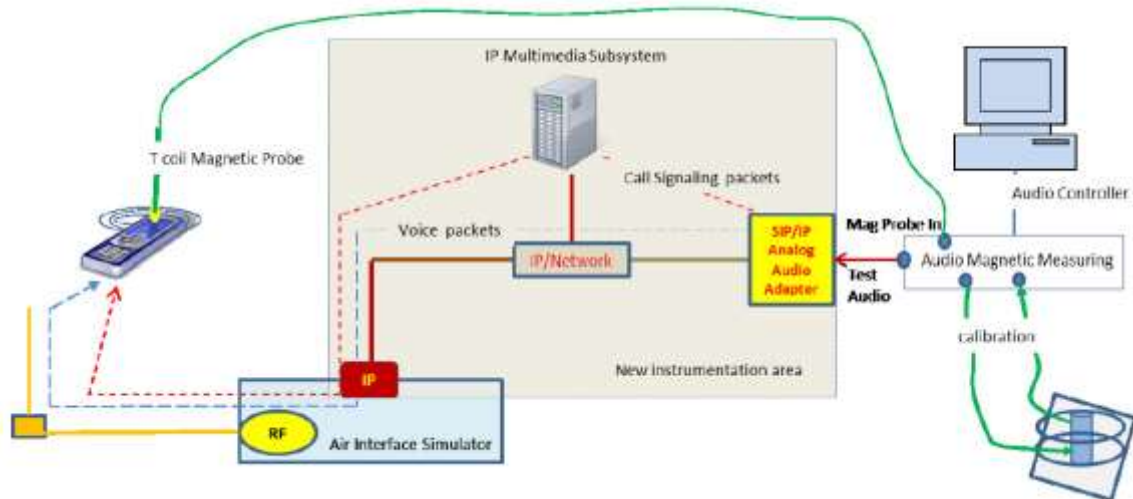 IP Multimedia Subsystem
T coil Magnetic Probe
Call Signaling packets
Audio Controller
Voice packets
Mag Probe In
SIP/IP
Analog
Audio
Adapter
IP/Network
Audio Magnetic Measuring
Test
Audio
calibration
IP
New instrumentation area
RF
Air Interface Simulator